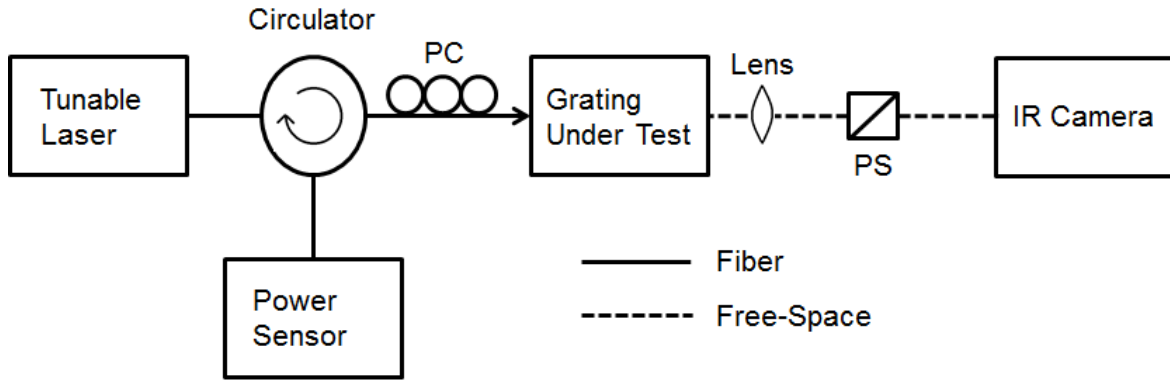 Circulator
PC
Tunable
Laser
Grating
Under Test
Lens
PS
IR Camera
Power
Sensor
Fiber
Free-Space